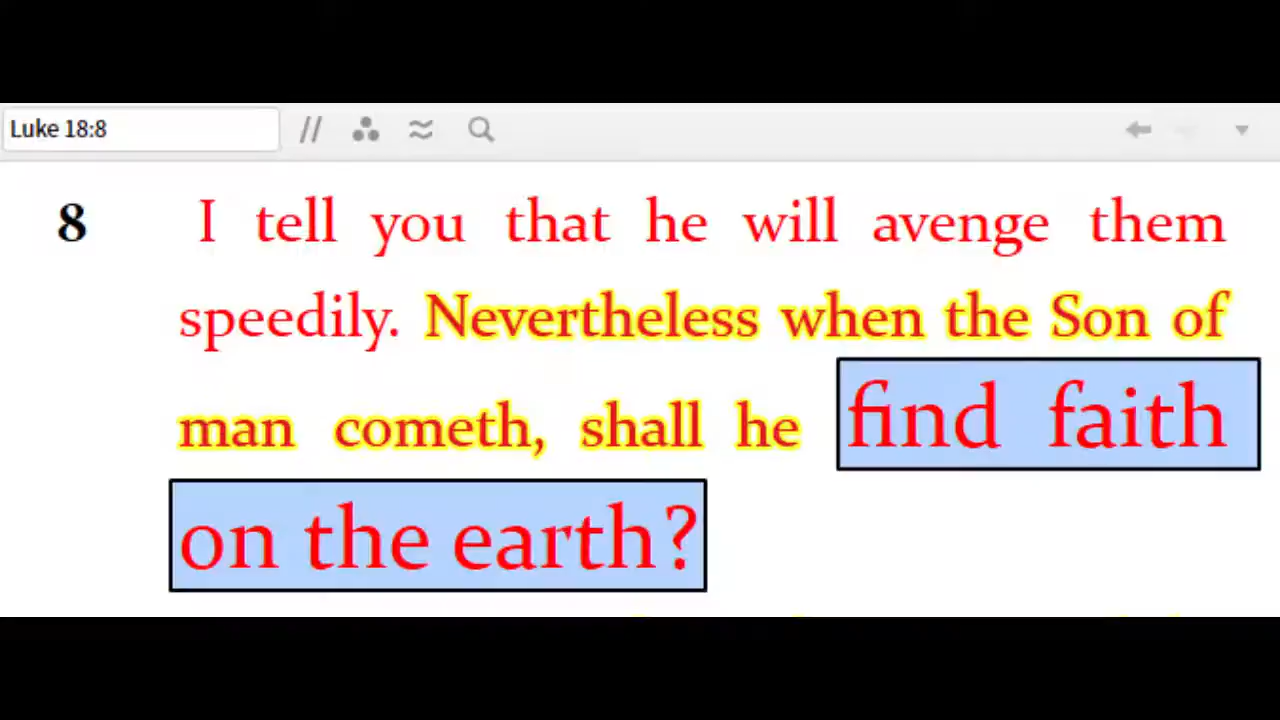 Luke 18:8
8 I tell you that he will avenge them
speedily. Nevertheless when the Son of
man cometh, shall he find faith
on the earth?